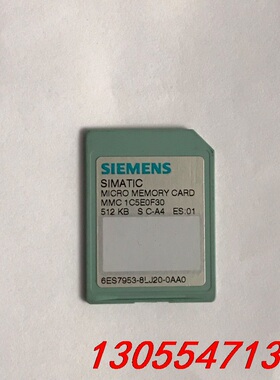 SIEMENS
SIMATIC
MICRO MEMORY CARD
MMC 1C5E0F30
512 KB S C-A4 ES:01
6ES7953-8LJ20-0AA0
130554713